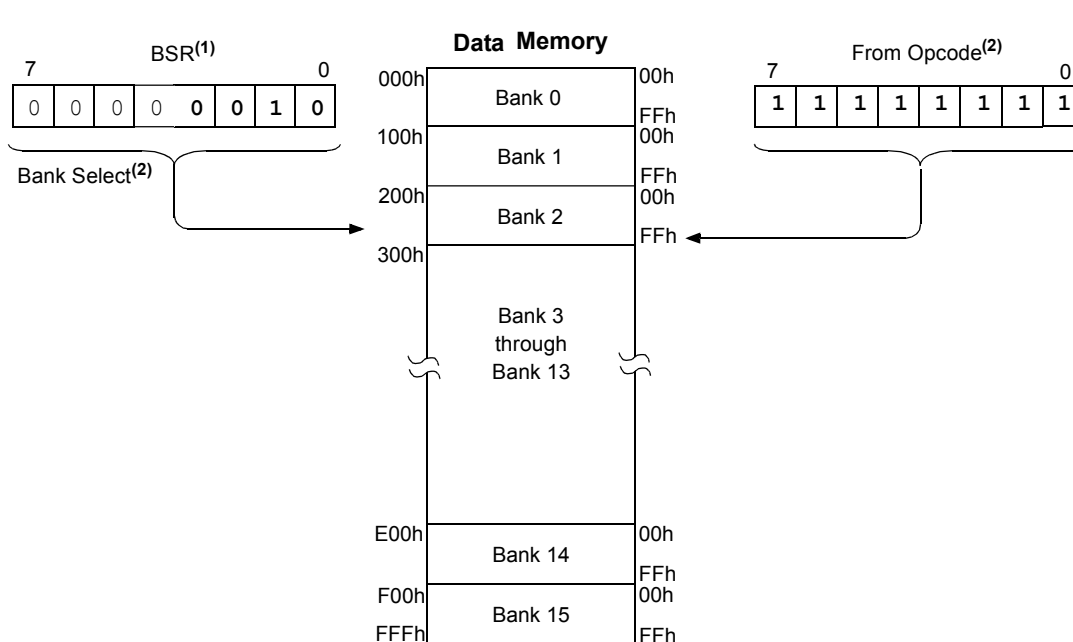 Data Memory
BSR(1)
7 0
0 0 0 0 0 0 1 0
Bank Select(2)
From Opcode(2)
7 0
1 1 1 1 1 1 1 1
000h Bank 0 00h
FFh
100h Bank 1 00h
FFh
200h Bank 2 00h
FFh
300h
Bank 3
through
Bank 13
E00h Bank 14 00h
FFh
F00h Bank 15 00h
FFFh FFh